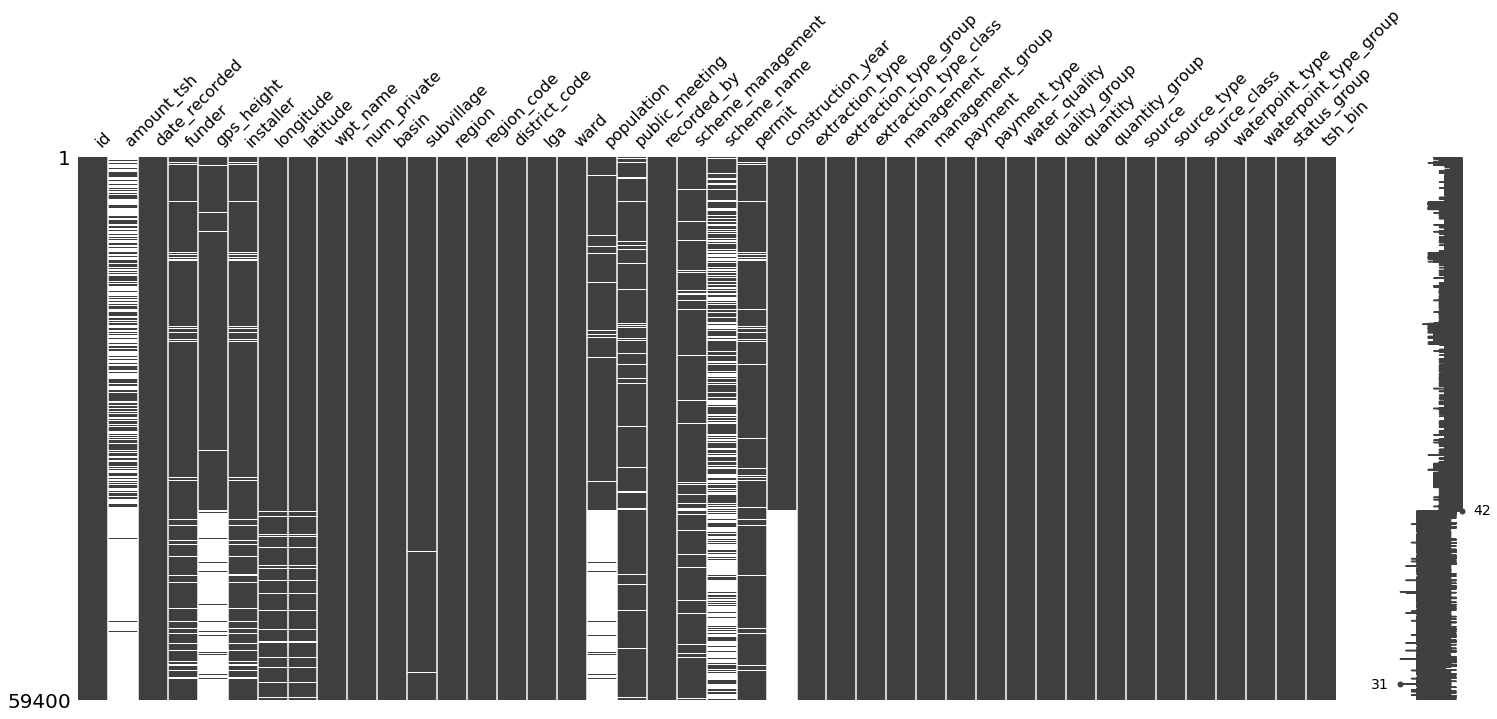 id
amount_tsh
date_recorded
funder
gps_height
installer
longitude
latitude
wpt_name
num_private
basin
subvillage
region
region_code
district_code
lga
ward
population
public_meeting
recorded_by
scheme_management
scheme_name
permit
construction_year
extraction_type
extraction_type_group
extraction_type_class
management
management_group
payment
payment_type
water_quality
quality_group
quantity
quantity_group
source
source_type
source_class
waterpoint_type
waterpoint_type_group
status_group
tsh_bin
1
42
31
59400